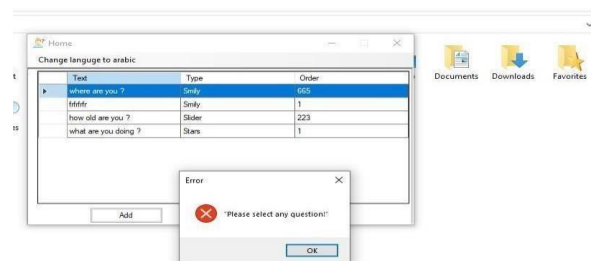 Home
Change languge to arabic
Text Type Order
where are you ? Smily 665
frfrfrfr Smily 1
how old are you ? Slider 223
what are you doing ? Stars 1
Documents Downloads Favorites
Error
"Please select any question!"
Add
OK